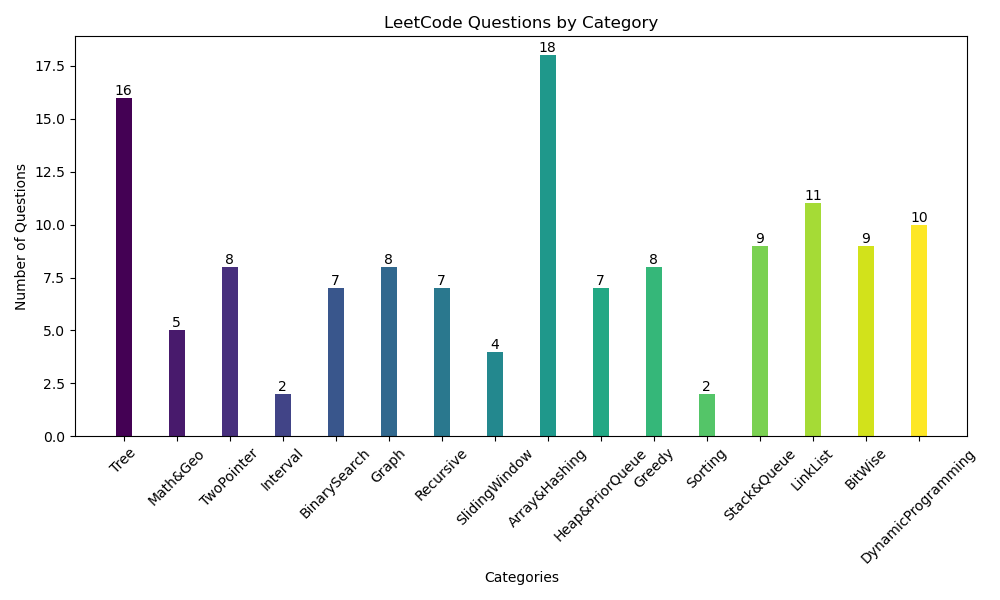 LeetCode Questions by Category
Number of Questions
17.5
15.0
12.5
10.0
7.5
5.0
2.5
0.0
16
5
8
2
7
8
7
4
18
7
8
2
9
11
9
10
Tree
Math&Geo
TwoPointer
Interval
BinarySearch
Graph
Recursive
SlidingWindow
Array&Hashing
Heap&PriorQueue
Greedy
Sorting
Stack&Queue
LinkList
BitWise
DynamicProgramming
Categories